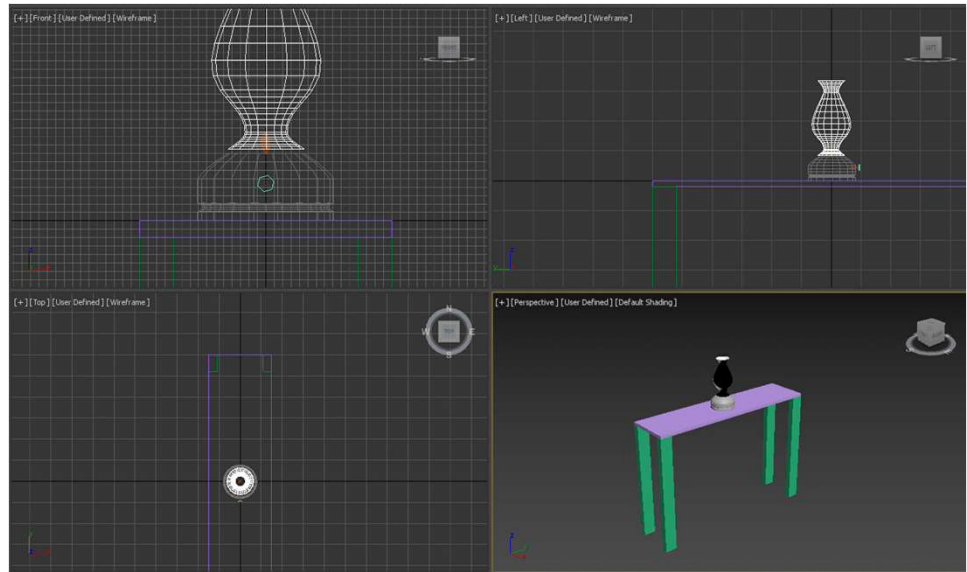 [+] [Front] [User Defined] [Wireframe]
[+] [Left] [User Defined] [Wireframe]
[+] [Top] [User Defined] [Wireframe]
N
W
E
S
[+] [Perspective] [User Defined] [Default Shading]